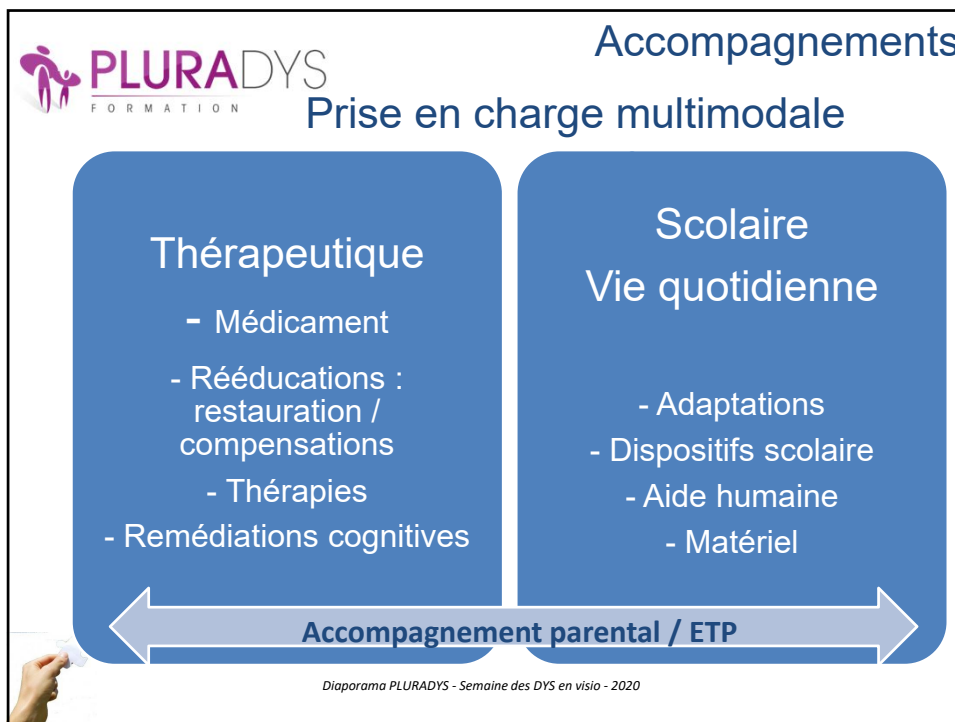 PLURADYS
FORMATION
Accompagnements
Prise en charge multimodale
Thérapeutique
- Médicament
- Rééducations :
restauration /
compensations
- Thérapies
- Remédiations cognitives
Scolaire
Vie quotidienne
- Adaptations
- Dispositifs scolaire
- Aide humaine
- Matériel
Accompagnement parental / ETP
Diaporama PLURADYS - Semaine des DYS en visio - 2020